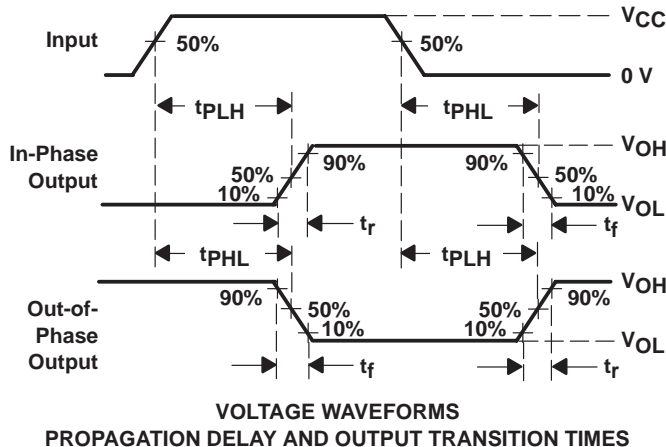 Input
50%
50%
VCC
0 V
tPLH
tPHL
In-Phase
Output
50%
10%
90%
90%
50%
10%
VOH
VOL
tr
tf
tPHL
tPLH
Out-of-
Phase
Output
90%
50%
10%
50%
10%
90%
VOH
VOL
tf
tr
VOLTAGE WAVEFORMS
PROPAGATION DELAY AND OUTPUT TRANSITION TIMES